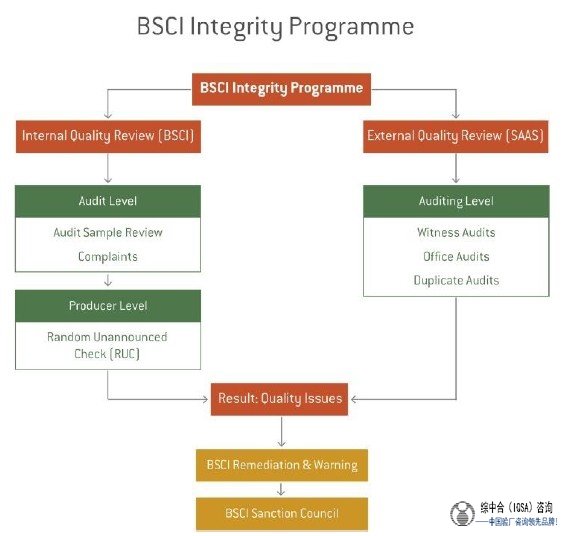 BSCI Integrity Programme
BSCI Integrity Programme
Internal Quality Review (BSCI)
External Quality Review (SAAS)
Audit Level
Audit Sample Review
Complaints
Auditing Level
Witness Audits
Office Audits
Duplicate Audits
Producer Level
Random Unannounced
Check (RUC)
Result: Quality Issues
BSCI Remediation & Warning
BSCI Sanction Council
综中合（IQSA）咨询
——中国验厂咨询领先品牌！